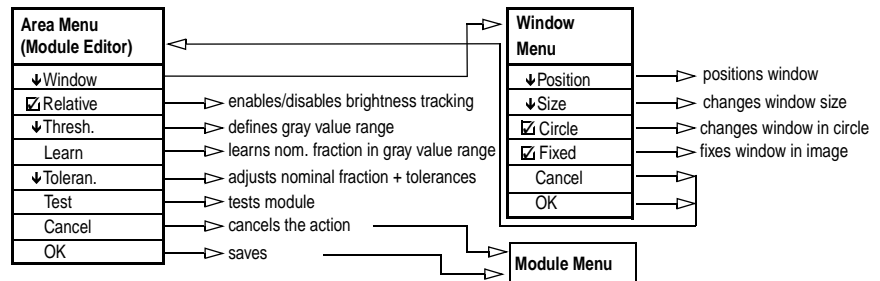 Area Menu
(Module Editor)
Window
Relative
Thresh.
Learn
Toleran.
Test
Cancel
OK
enables/disables brightness tracking
defines gray value range
learns nom. fraction in gray value range
adjusts nominal fraction + tolerances
tests module
cancels the action
saves
Window
Menu
Position
Size
Circle
Fixed
Cancel
OK
positions window
changes window size
changes window in circle
fixes window in image
Module Menu